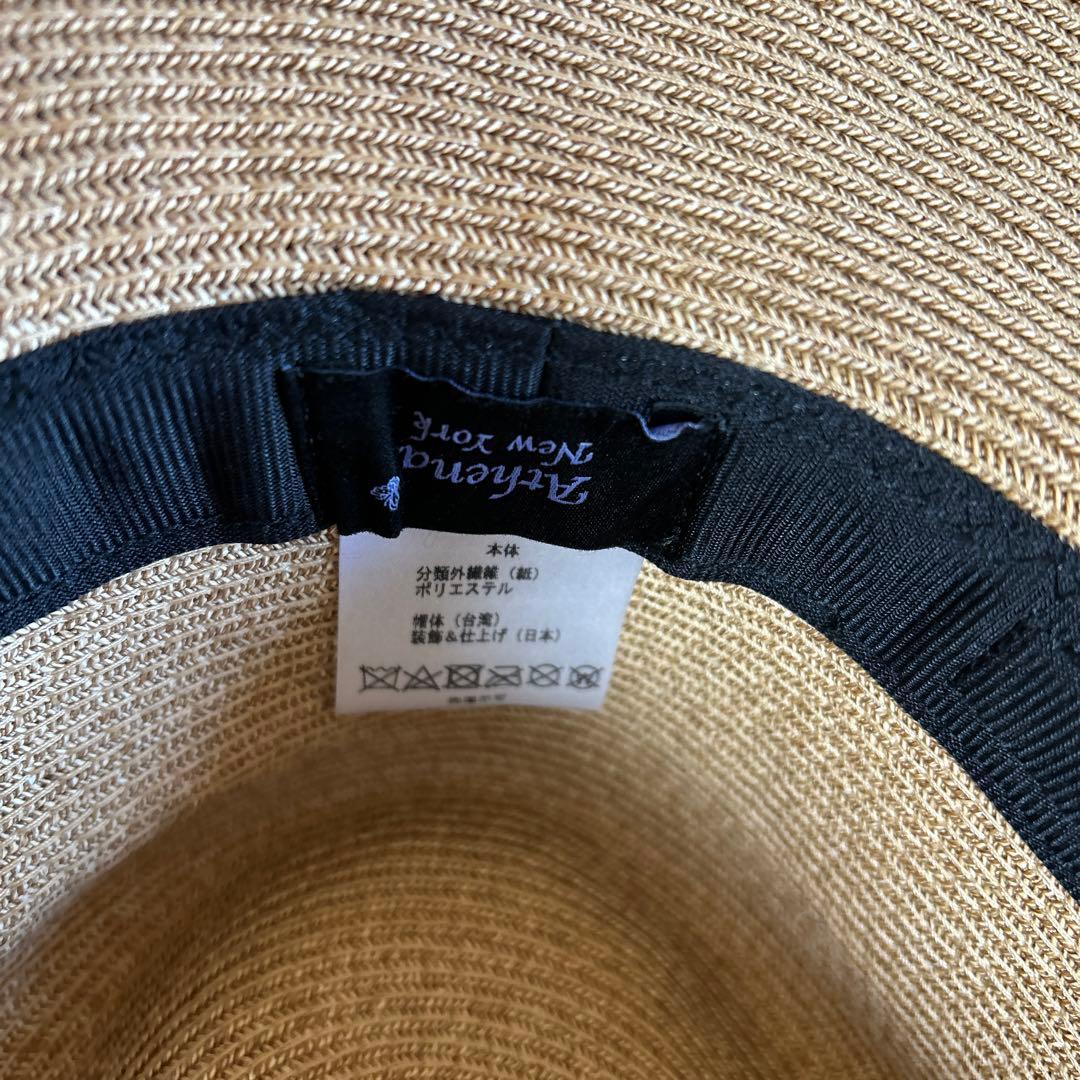 Athena
New York
本体
分類外繊維（紙）
ポリエステル
帽体（台湾）
装飾＆仕上げ（日本）